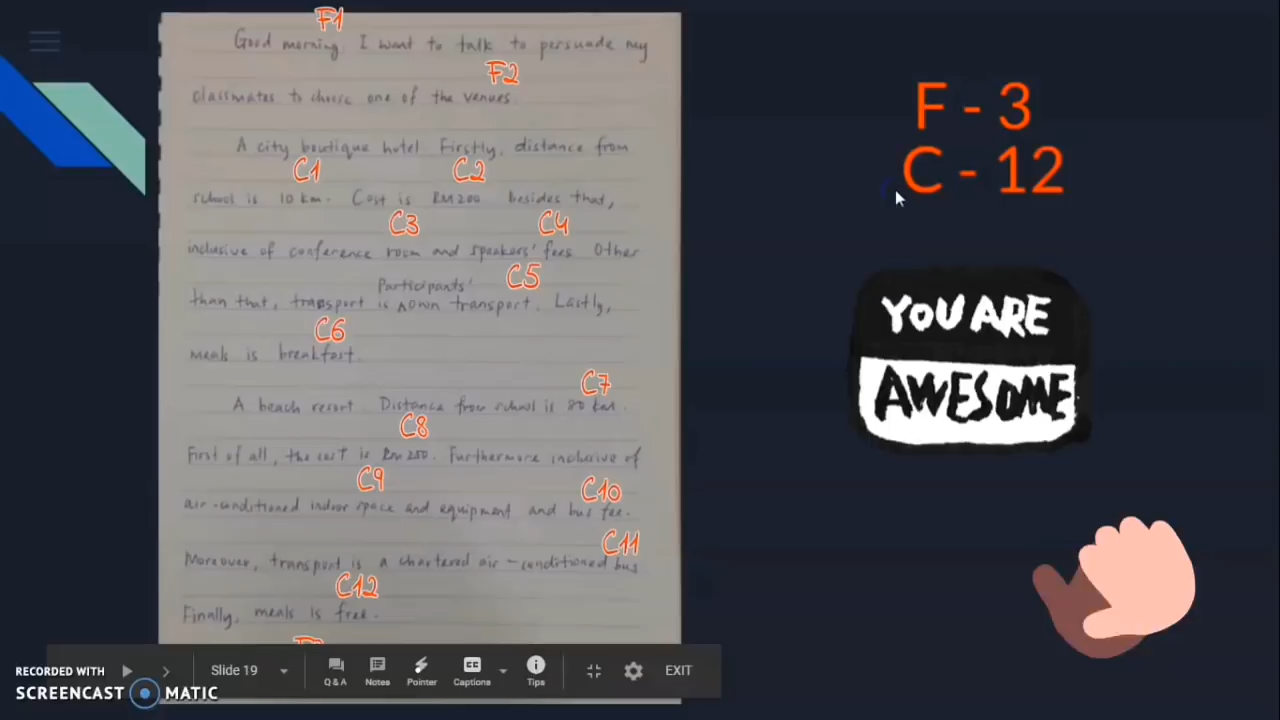 F1
Good morning. I want to talk to persuade my
F2
classmates to choose one of the venues.
A city boutique hotel. Firstly, distance from
C1 C2
school is 10 km. Cost is RM200 besides that,
C3 C4
inclusive of conference room and speakers' fees. Other
Participants' C5
than that, transport is own transport. Lastly,
C6
meals is breakfast.
C7
A beach resort. Distance from school is 80 km.
C8
First of all, the cost is RM 250. Furthermore inclusive of
C9 C10
air-conditioned indoor space and equipment and bus fee.
C11
Moreover, transport is a chartered air-conditioned bus
C12
Finally, meals is free.
F - 3
C - 12
YOU ARE
AWESOME
RECORDED WITH
SCREENCAST MATIC
Slide 19
Q & A
Notes
Pointer
Captions
Tips
EXIT